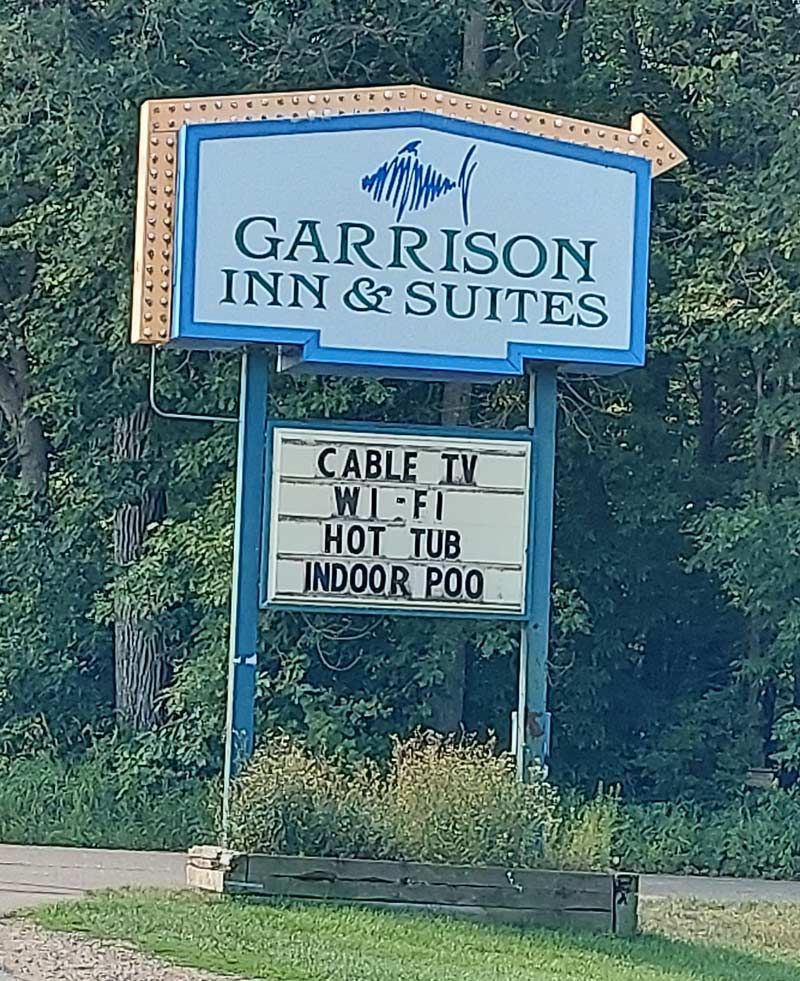 GARRISON
INN & SUITES
CABLE TV
WI-FI
HOT TUB
INDOOR POO